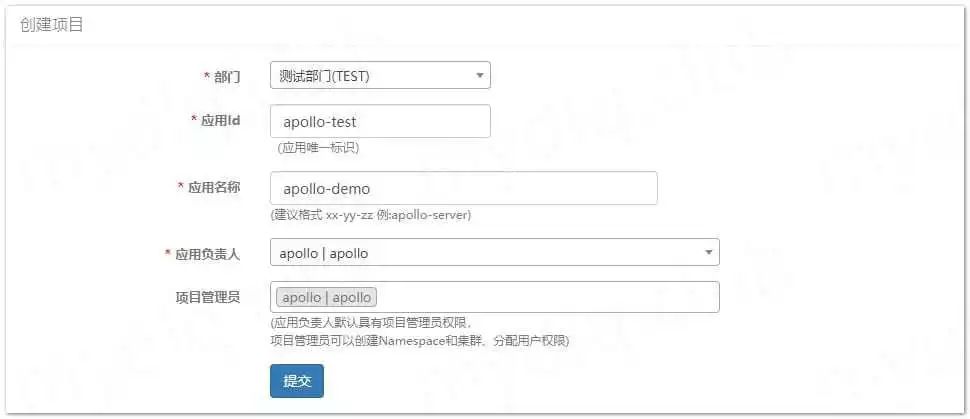 创建项目
* 部门 测试部门(TEST)
* 应用Id apollo-test
(应用唯一标识)
* 应用名称 apollo-demo
(建议格式 xx-yy-zz 例:apollo-server)
* 应用负责人 apollo | apollo
项目管理员 apollo | apollo
(应用负责人默认具有项目管理员权限，
项目管理员可以创建Namespace和集群、分配用户权限)
提交